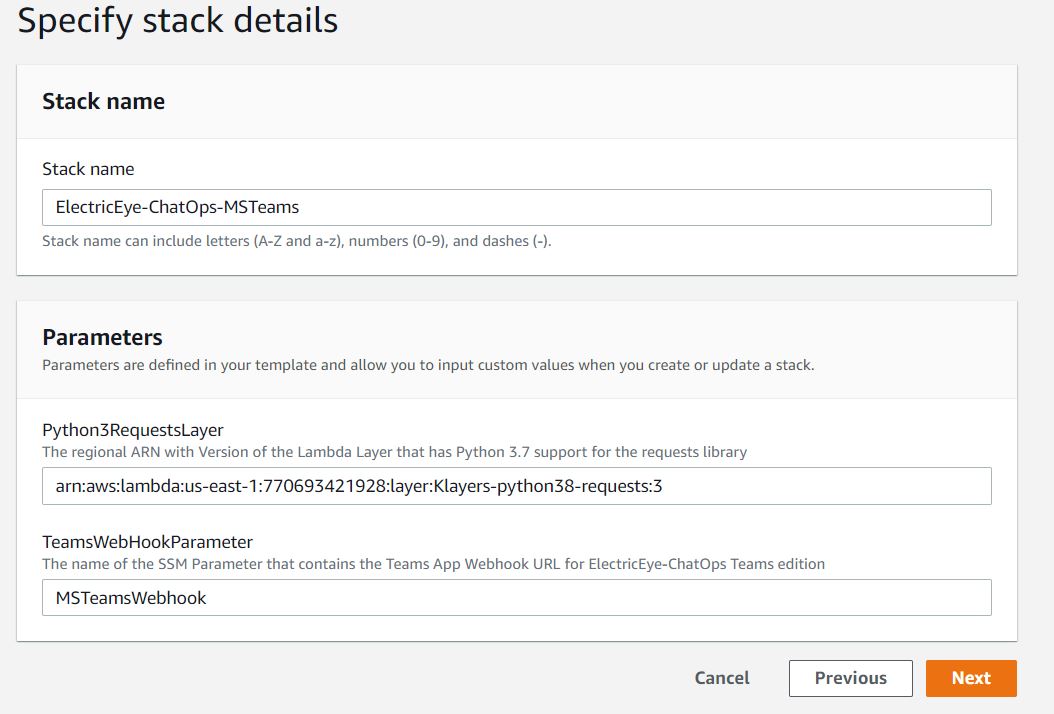 Specify stack details
Stack name
Stack name
ElectricEye-ChatOps-MSTeams
Stack name can include letters (A-Z and a-z), numbers (0-9), and dashes (-).
Parameters
Parameters are defined in your template and allow you to input custom values when you create or update a stack.
Python3RequestsLayer
The regional ARN with Version of the Lambda Layer that has Python 3.7 support for the requests library
arn:aws:lambda:us-east-1:770693421928:layer:Klayers-python38-requests:3
TeamsWebHookParameter
The name of the SSM Parameter that contains the Teams App Webhook URL for ElectricEye-ChatOps Teams edition
MSTeamsWebhook
Cancel Previous Next